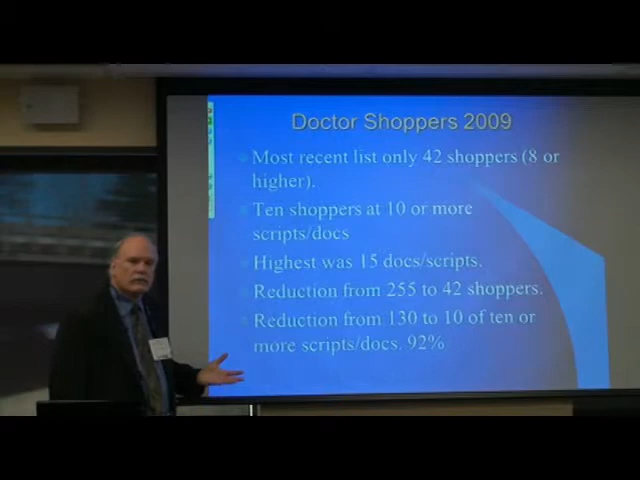 Doctor Shoppers 2009
Most recent list only 42 shoppers (8 or
higher).
Ten shoppers at 10 or more
scripts/docs
Highest was 15 docs/scripts.
Reduction from 255 to 42 shoppers.
Reduction from 130 to 10 of ten or
more scripts/docs. 92%